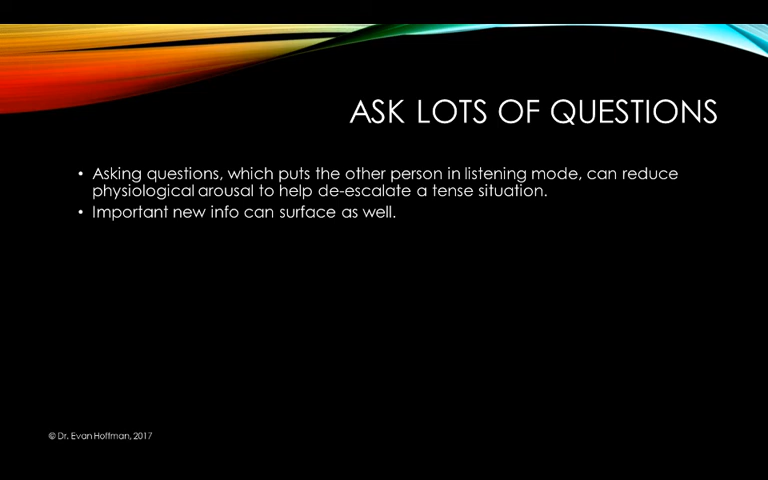 ASK LOTS OF QUESTIONS
• Asking questions, which puts the other person in listening mode, can reduce
physiological arousal to help de-escalate a tense situation.
• Important new info can surface as well.
© Dr. Evan Hoffman, 2017